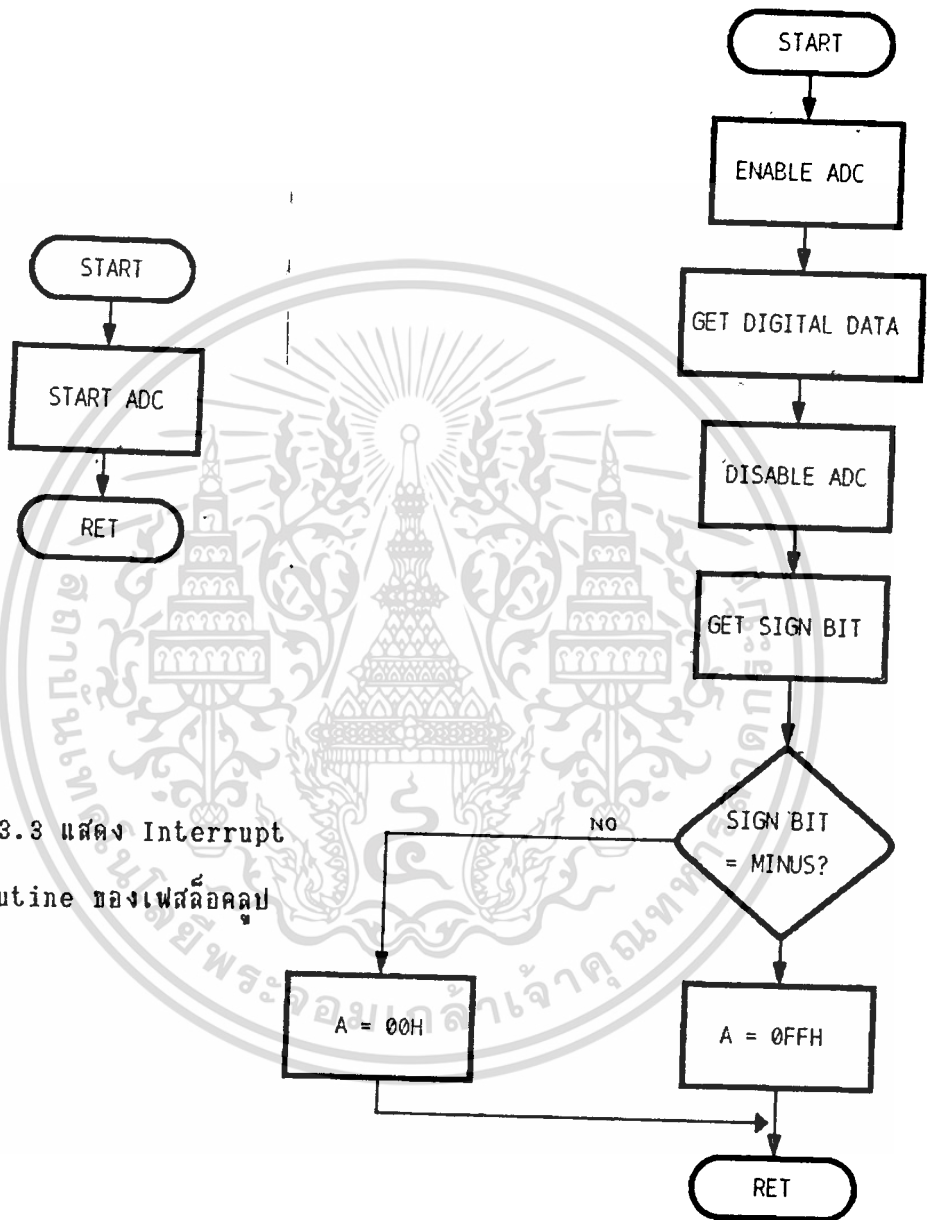 START
START ADC
RET
3.3 แสดง Interrupt
utine ของเฟสล็อคลูป
START
ENABLE ADC
GET DIGITAL DATA
DISABLE ADC
GET SIGN BIT
SIGN BIT
= MINUS?
NO
A = 00H
A = 0FFH
RET